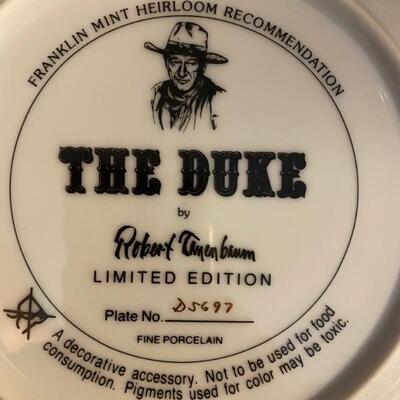 FRANKLIN MINT HEIRLOOM RECOMMENDATION
THE DUKE
by
Robert Tanenbaum
LIMITED EDITION
Plate No. D5697
FINE PORCELAIN
A decorative accessory. Not to be used for food
consumption. Pigments used for color may be toxic.